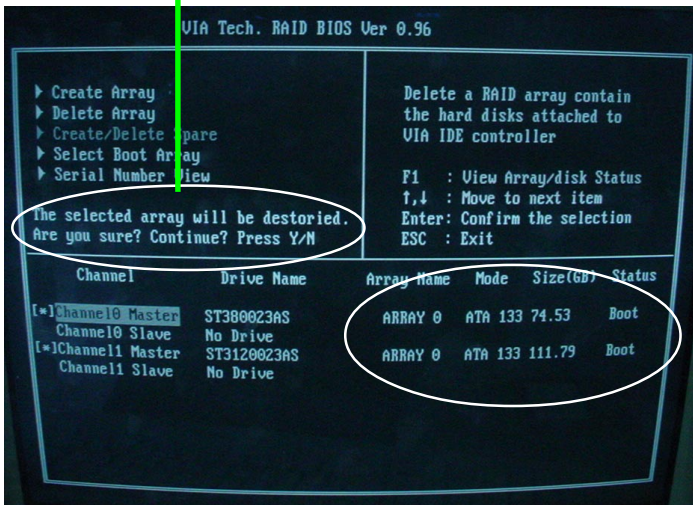 VIA Tech. RAID BIOS Ver 0.96
Create Array
Delete Array
Create/Delete Spare
Select Boot Array
Serial Number View
The selected array will be destoried.
Are you sure? Continue? Press Y/N
Delete a RAID array contain
the hard disks attached to
VIA IDE controller
F1 : View Array/disk Status
↑,↓ : Move to next item
Enter: Confirm the selection
ESC : Exit
Channel Drive Name Array Name Mode Size(GB) Status
[*]Channel0 Master ST380023AS ARRAY 0 ATA 133 74.53 Boot
Channel0 Slave No Drive
[*]Channel1 Master ST3120023AS ARRAY 0 ATA 133 111.79 Boot
Channel1 Slave No Drive